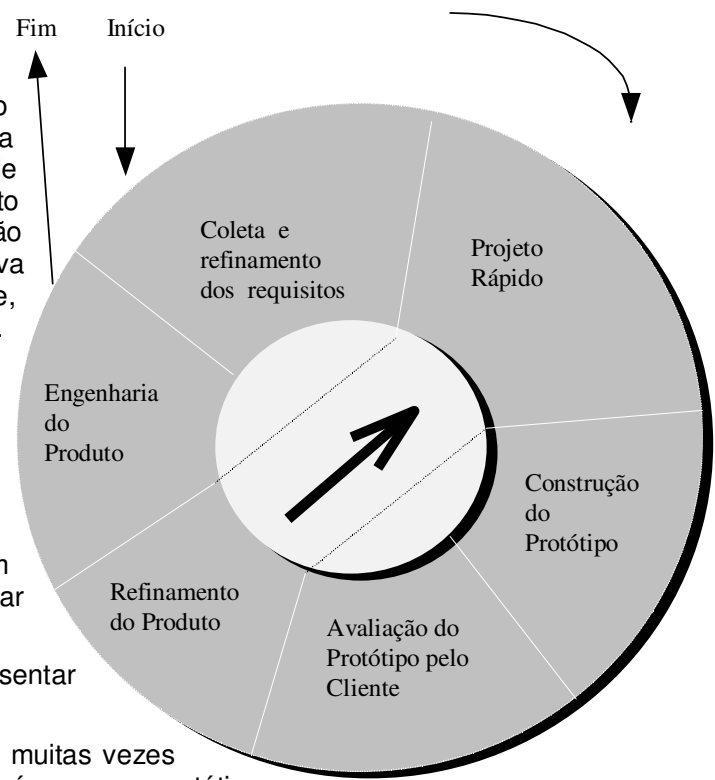 Fim
Início
Coleta e
refinamento
dos requisitos
Projeto
Rápido
Engenharia
do
Produto
Construção
do
Protótipo
Refinamento
do Produto
Avaliação do
Protótipo pelo
Cliente
muitas vezes